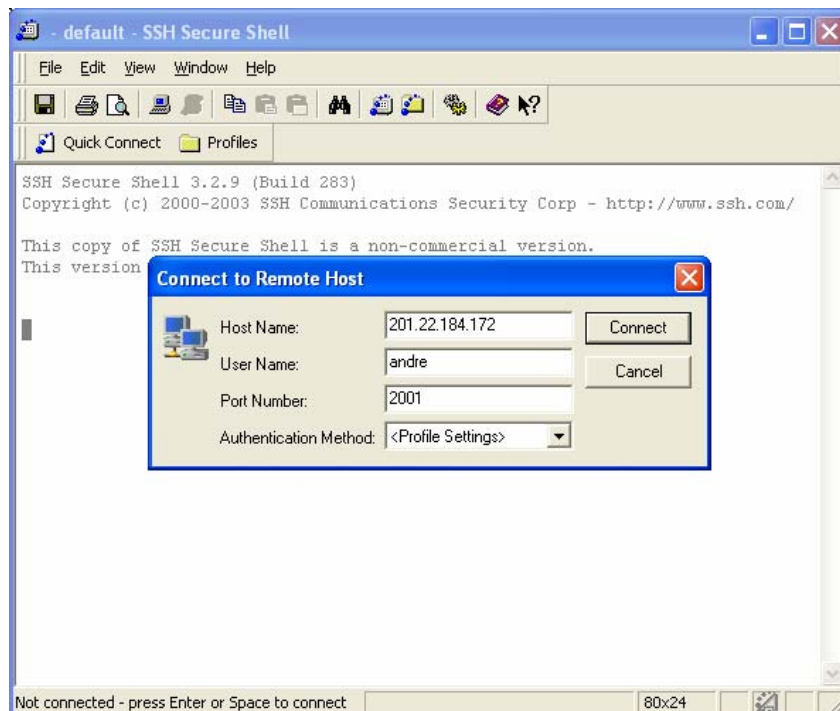 - default - SSH Secure Shell
File Edit View Window Help
Quick Connect Profiles
SSH Secure Shell 3.2.9 (Build 283)
Copyright (c) 2000-2003 SSH Communications Security Corp - http://www.ssh.com/
This copy of SSH Secure Shell is a non-commercial version.
This version
Connect to Remote Host
Host Name: 201.22.184.172 Connect
User Name: andre Cancel
Port Number: 2001
Authentication Method: <Profile Settings>
Not connected - press Enter or Space to connect 80x24